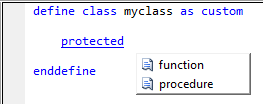 define class myclass as custom
protected
function
procedure
enddefine